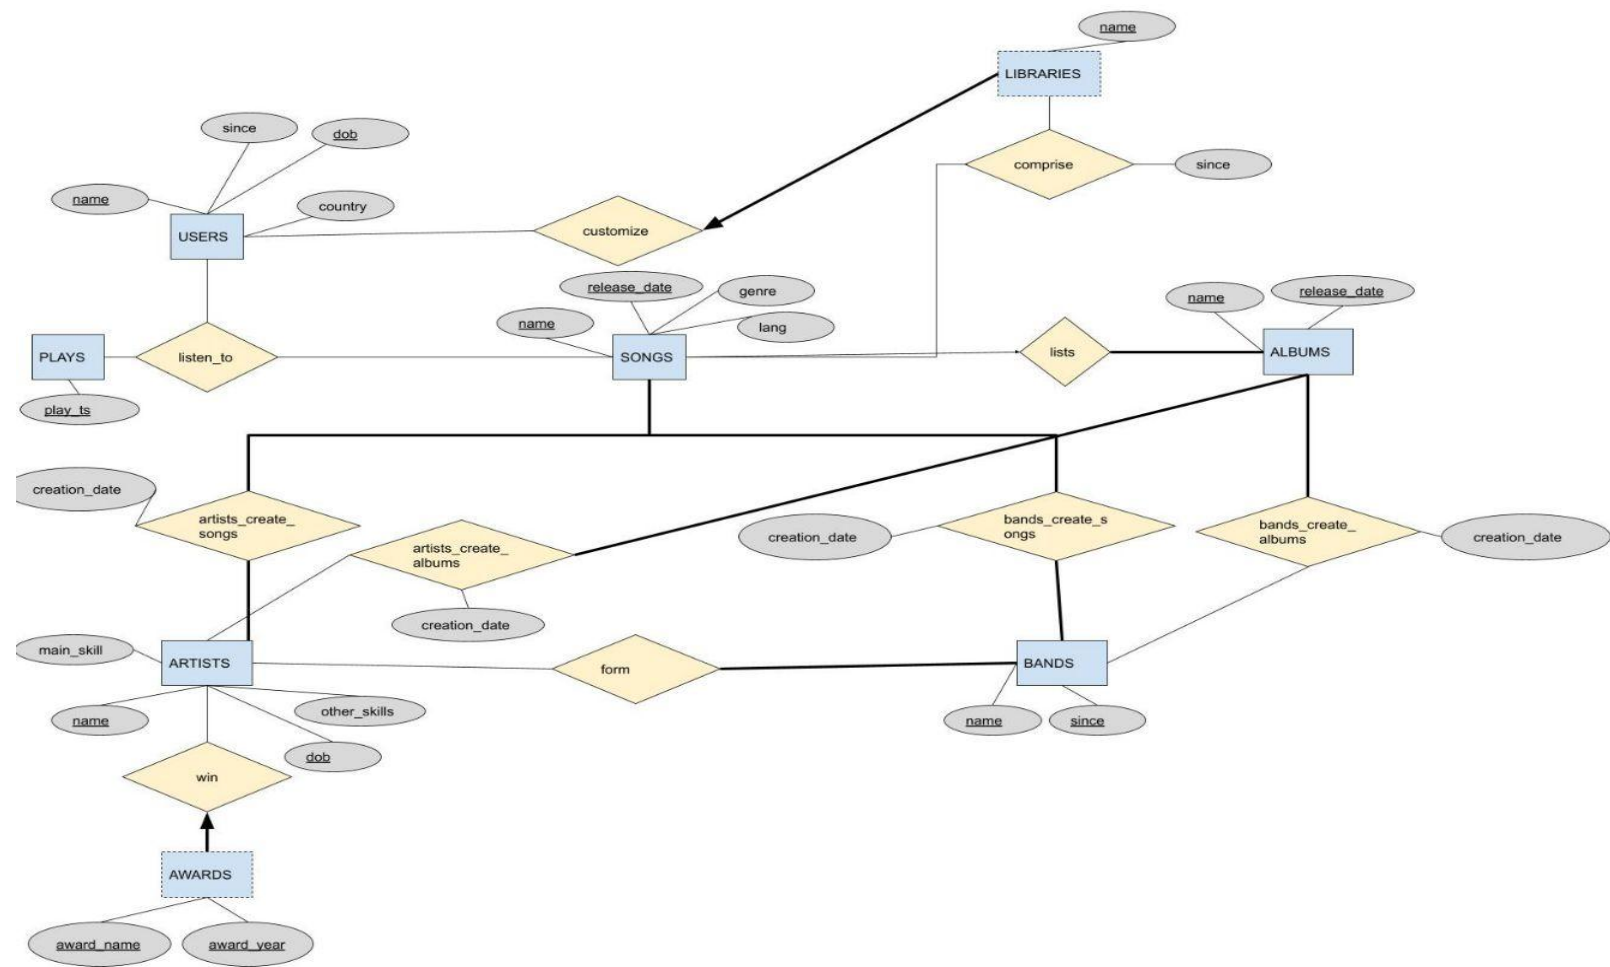 name
LIBRARIES
since
dob
comprise
since
name
country
USERS
customize
release_date
genre
name
release_date
name
lang
PLAYS
listen_to
SONGS
lists
ALBUMS
play_ts
creation_date
artists_create_
songs
bands_create_s
ongs
bands_create_
albums
creation_date
artists_create_
albums
creation_date
creation_date
main_skill
ARTISTS
form
BANDS
name
other_skills
name
since
dob
win
AWARDS
award_name
award_year